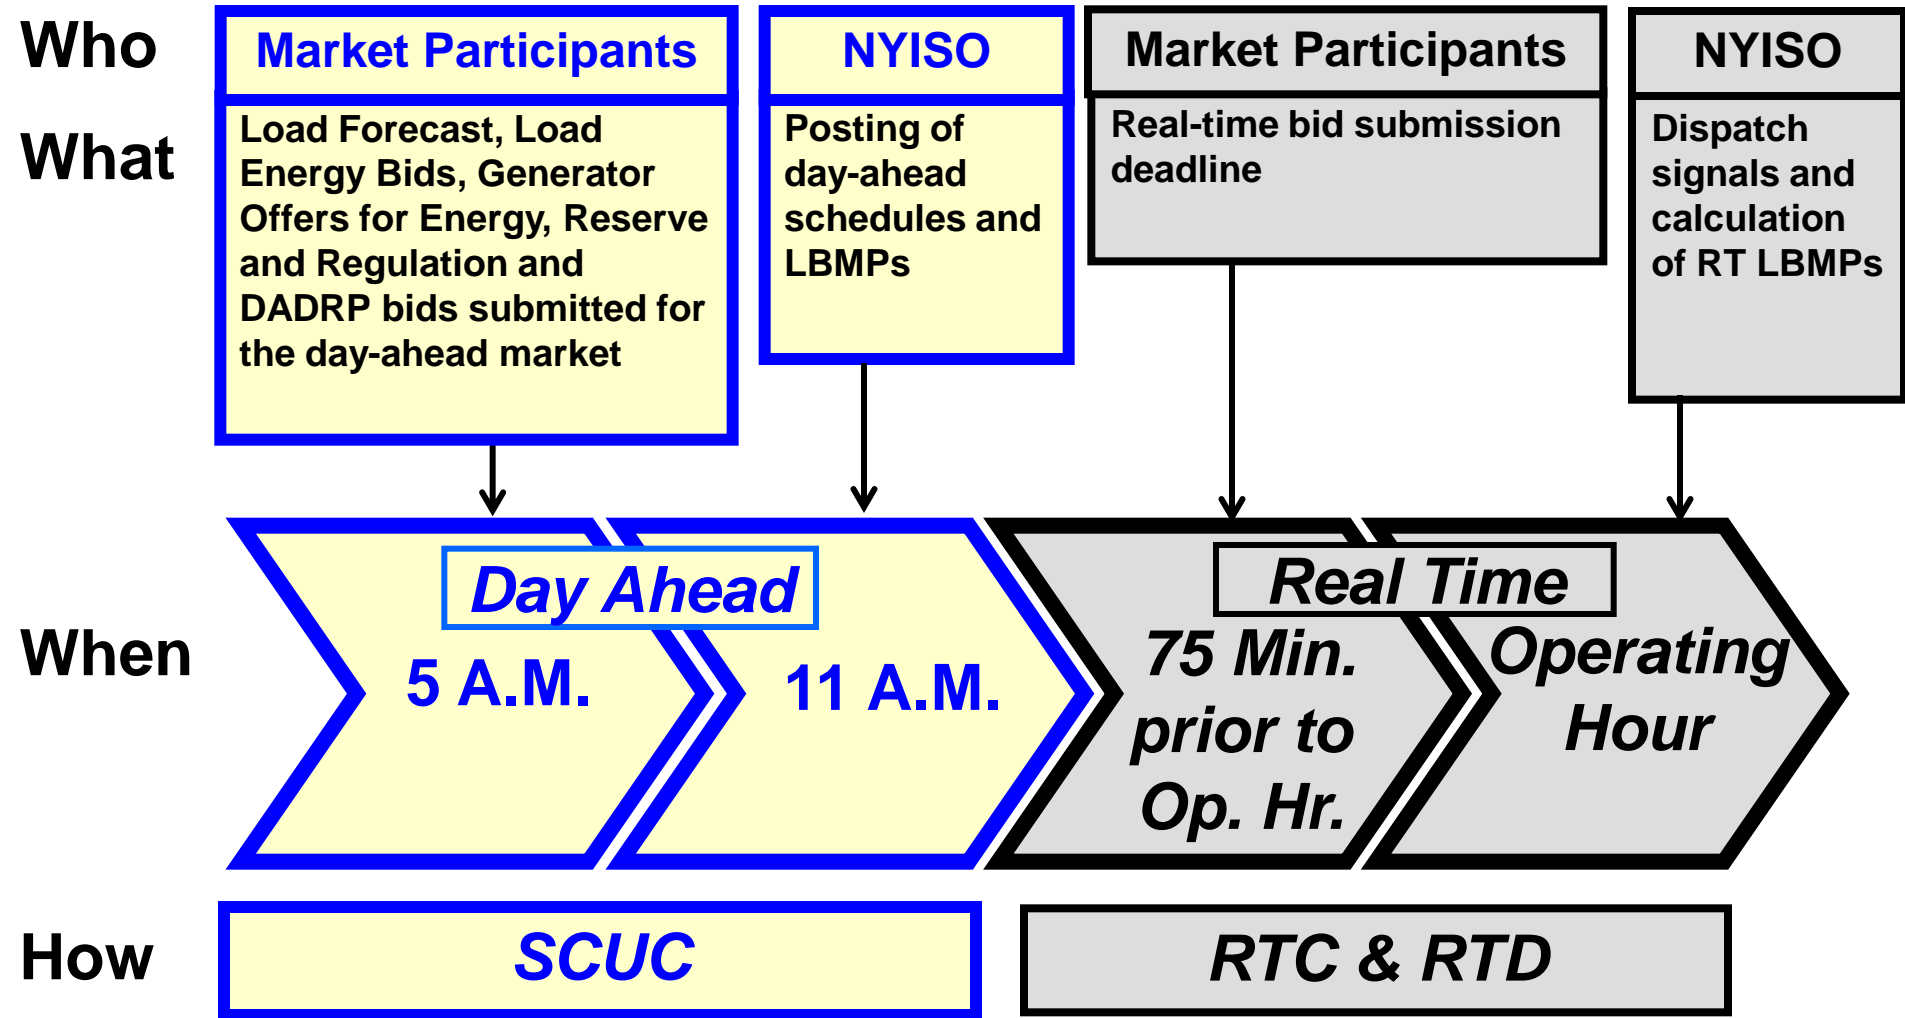 Who
Market Participants
NYISO
Market Participants
NYISO
What
Load Forecast, Load
Energy Bids, Generator
Offers for Energy, Reserve
and Regulation and
DADRP bids submitted for
the day-ahead market
Posting of
day-ahead
schedules and
LBMPs
Real-time bid submission
deadline
Dispatch
signals and
calculation
of RT LBMPs
When
Day Ahead
5 A.M.
11 A.M.
Real Time
75 Min.
prior to
Op. Hr.
Operating
Hour
How
SCUC
RTC & RTD